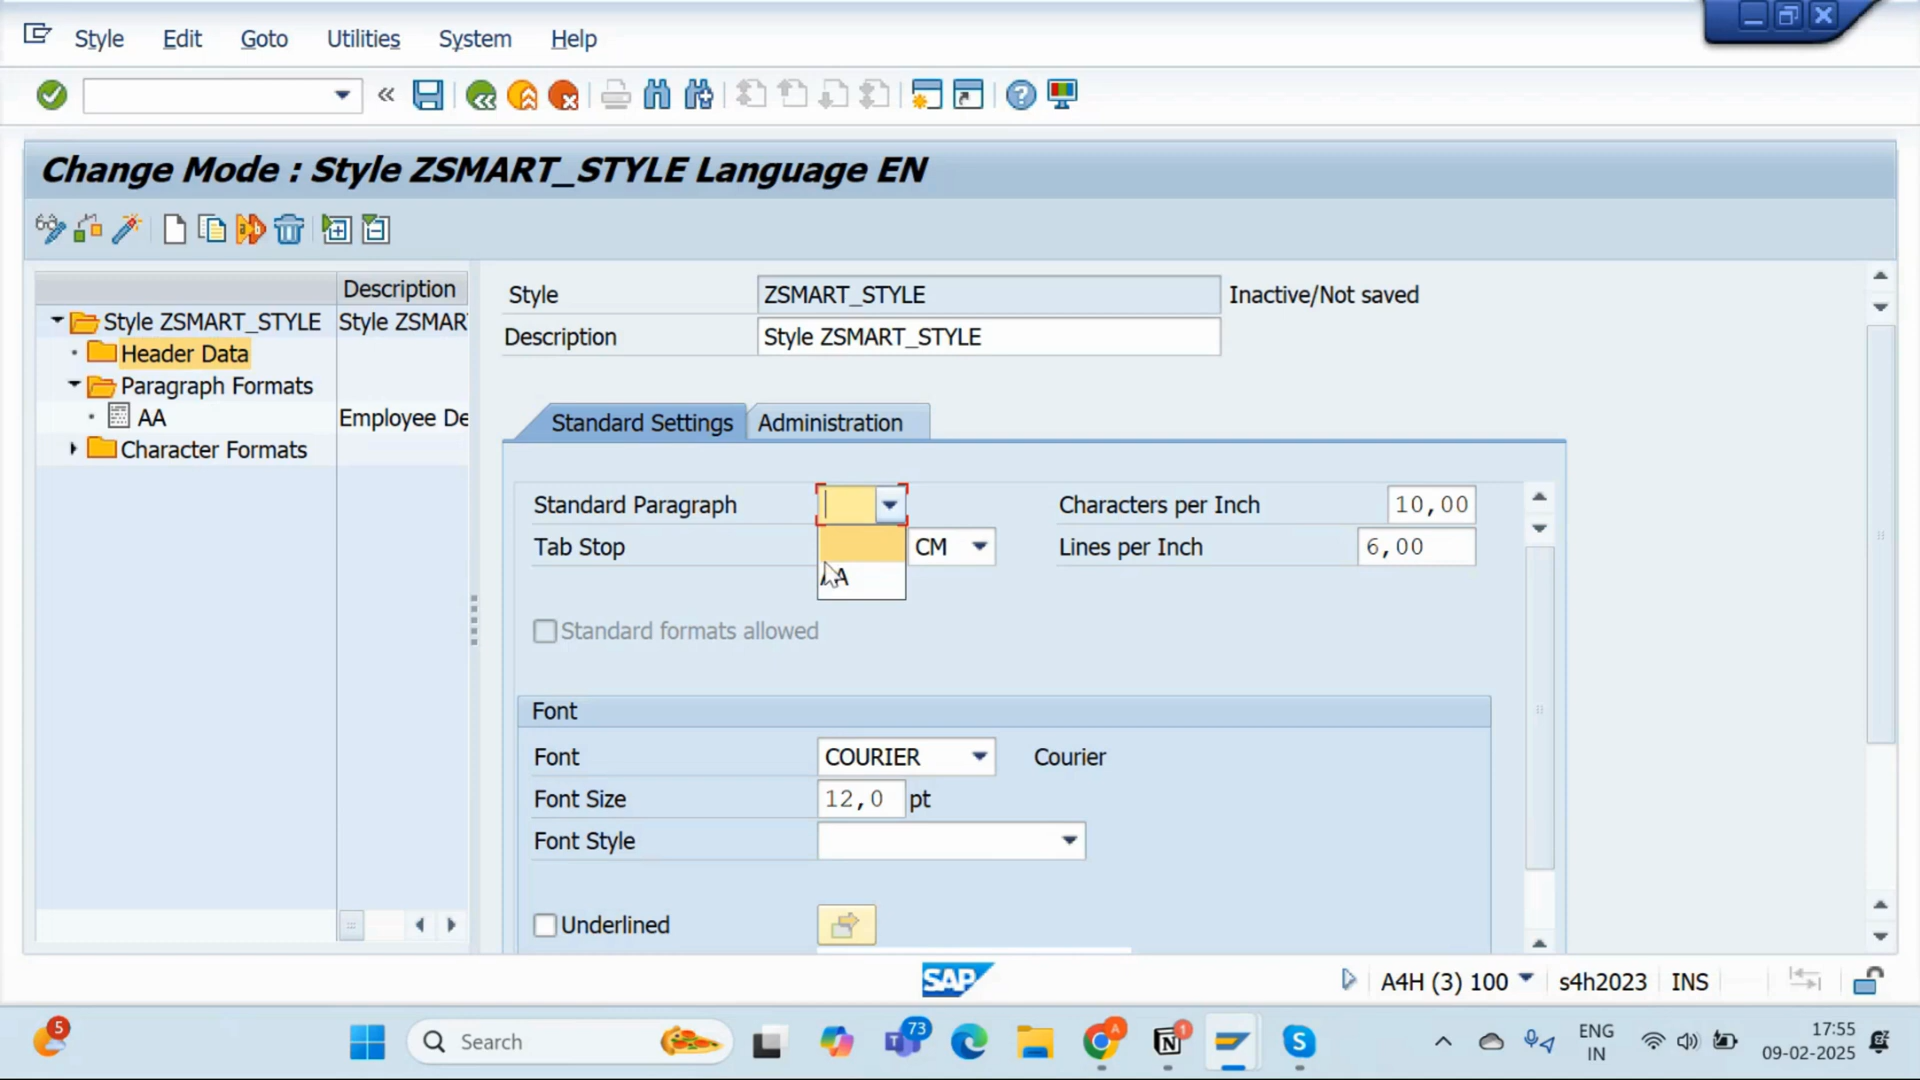 Style Edit Goto Utilities System Help
Change Mode : Style ZSMART_STYLE Language EN
Description
Style ZSMART_STYLE Style ZSMAR
Header Data
Paragraph Formats
AA Employee De
Character Formats
Style ZSMART_STYLE Inactive/Not saved
Description Style ZSMART_STYLE
Standard Settings Administration
Standard Paragraph Characters per Inch 10,00
Tab Stop CM Lines per Inch 6,00
AA
Standard formats allowed
Font
Font COURIER Courier
Font Size 12,0 pt
Font Style
Underlined
SAP A4H (3) 100 s4h2023 INS
5 Search 73 A 1 ENG 17:55
IN 09-02-2025